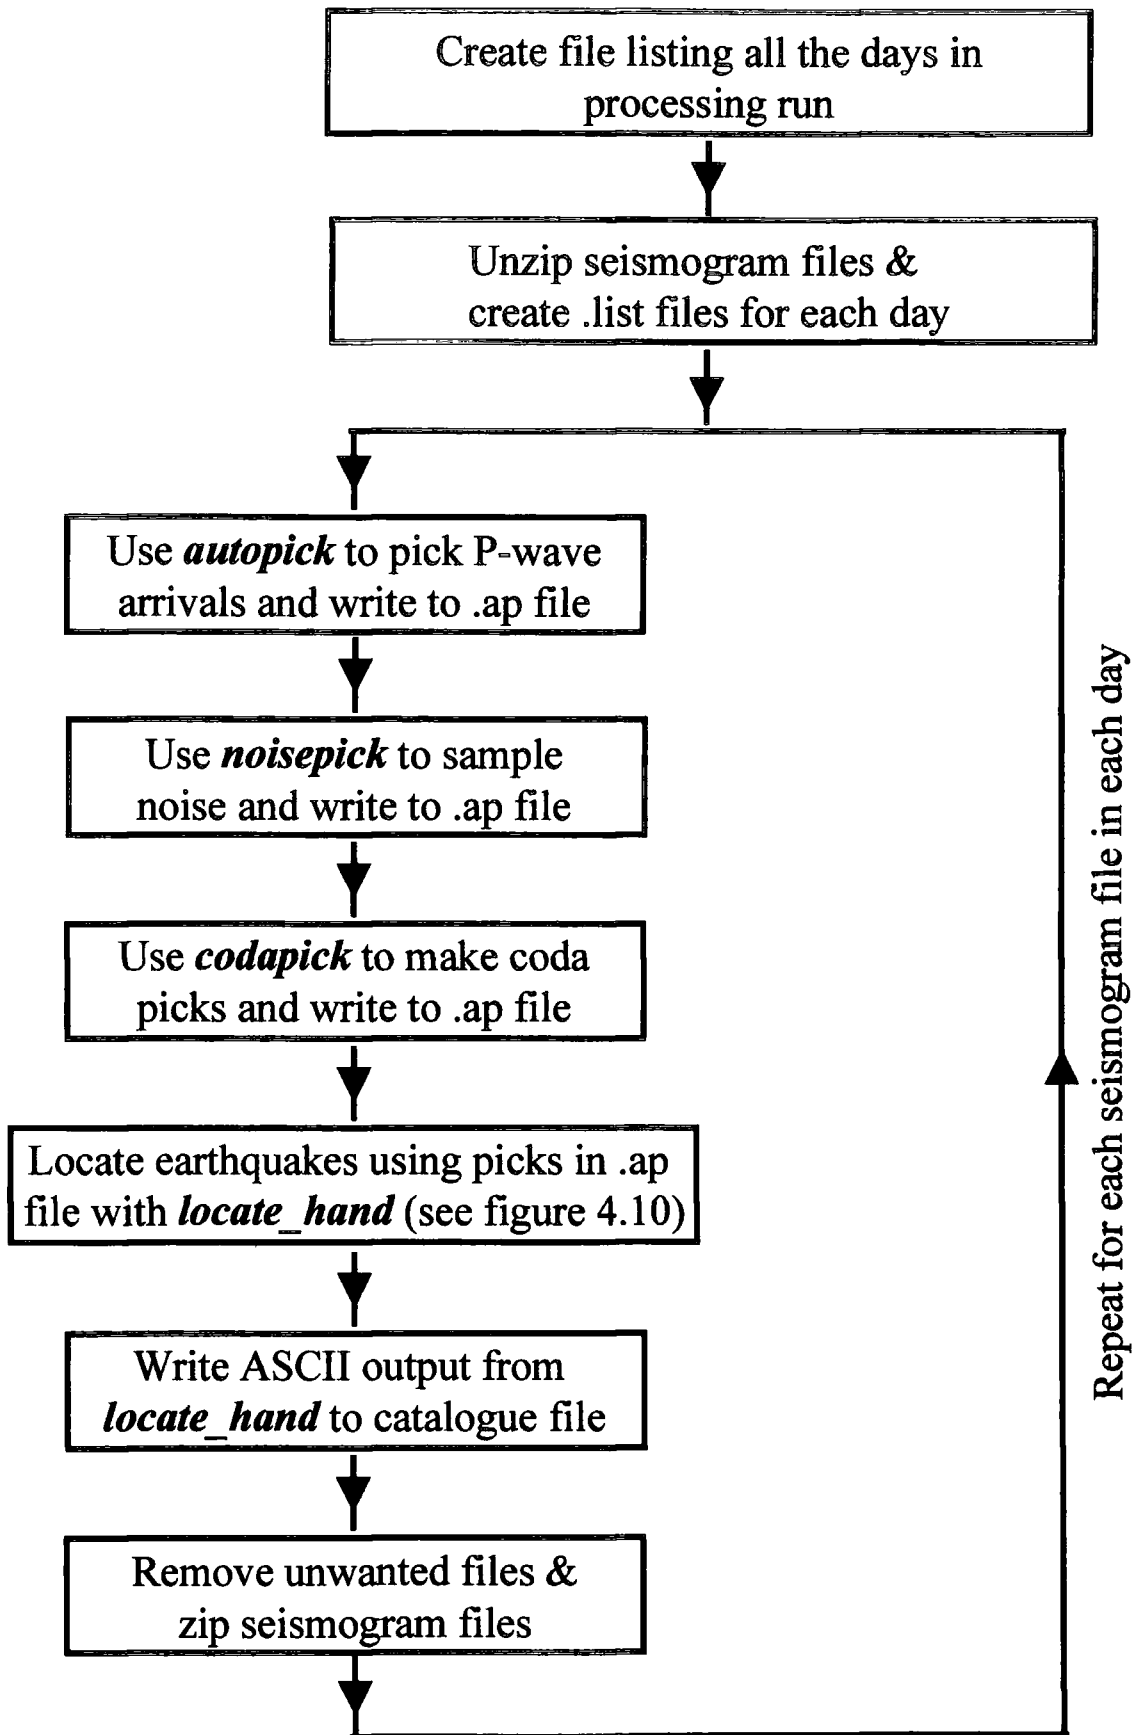 Create file listing all the days in
processing run
Unzip seismogram files &
create .list files for each day
Use autopick to pick P-wave
arrivals and write to .ap file
Use noisepick to sample
noise and write to .ap file
Use codapick to make coda
picks and write to .ap file
Locate earthquakes using picks in .ap
file with locate_hand (see figure 4.10)
Write ASCII output from
locate_hand to catalogue file
Remove unwanted files &
zip seismogram files
Repeat for each seismogram file in each day